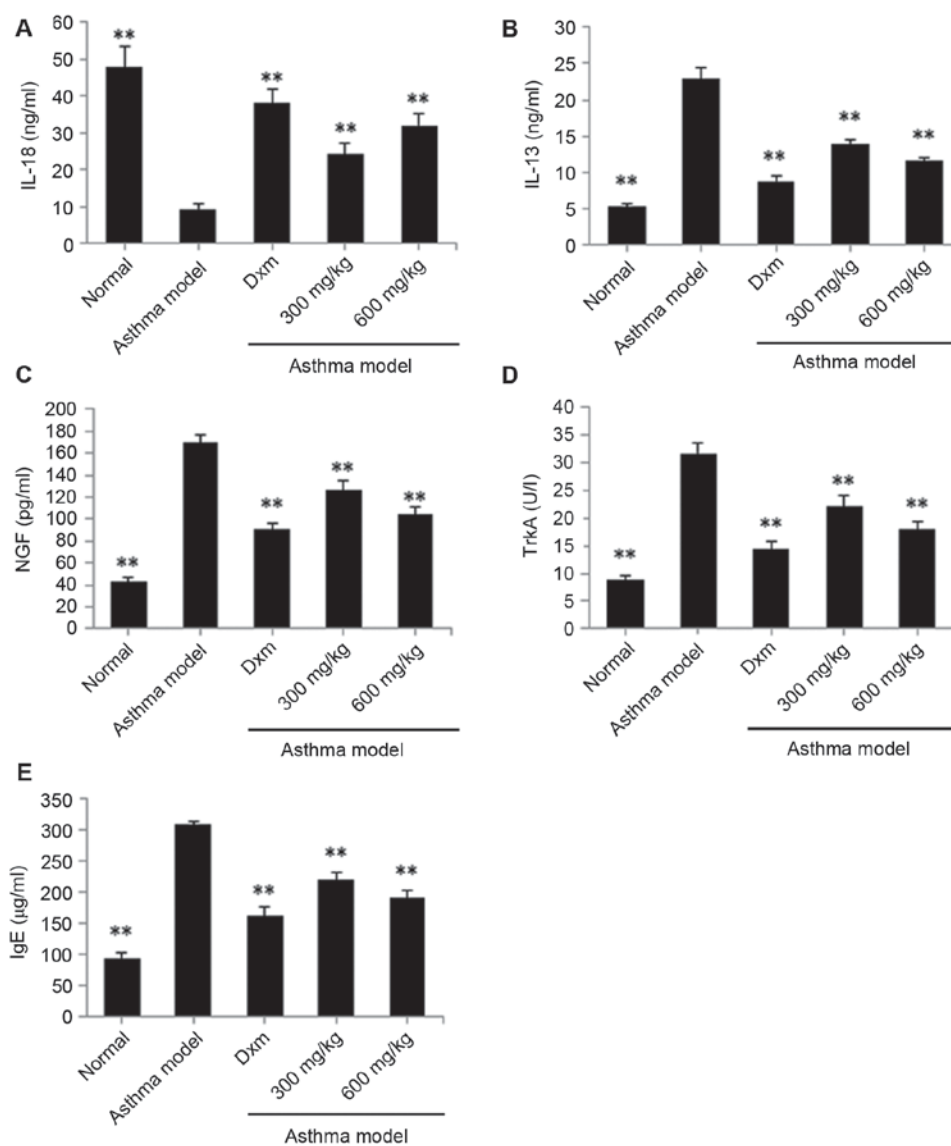 A
IL-18 (ng/ml)
60
50
40
30
20
10
0
**
**
**
**
Normal
Asthma model
Dxm
300 mg/kg
600 mg/kg
Asthma model
B
IL-13 (ng/ml)
30
25
20
15
10
5
0
**
**
**
**
Normal
Asthma model
Dxm
300 mg/kg
600 mg/kg
Asthma model
C
NGF (pg/ml)
200
180
160
140
120
100
80
60
40
20
0
**
**
**
**
Normal
Asthma model
Dxm
300 mg/kg
600 mg/kg
Asthma model
D
TrkA (U/l)
40
35
30
25
20
15
10
5
0
**
**
**
**
Normal
Asthma model
Dxm
300 mg/kg
600 mg/kg
Asthma model
E
IgE (μg/ml)
350
300
250
200
150
100
50
0
**
**
**
**
Normal
Asthma model
Dxm
300 mg/kg
600 mg/kg
Asthma model